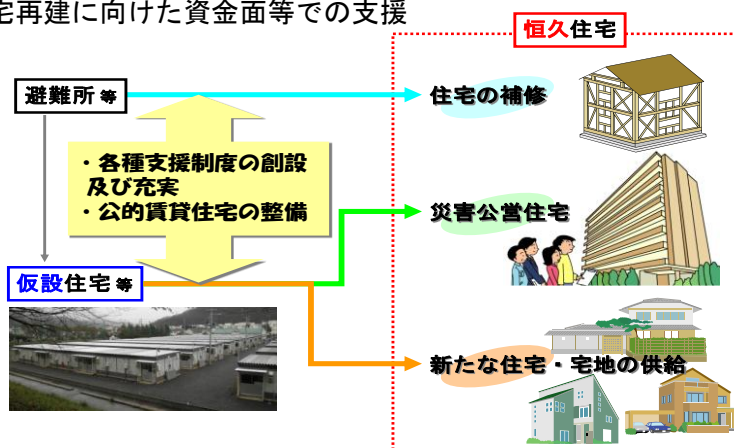 宅再建に向けた資金面等での支援
恒久住宅
避難所等
住宅の補修
・各種支援制度の創設
及び充実
・公的賃貸住宅の整備
災害公営住宅
仮設住宅等
新たな住宅・宅地の供給